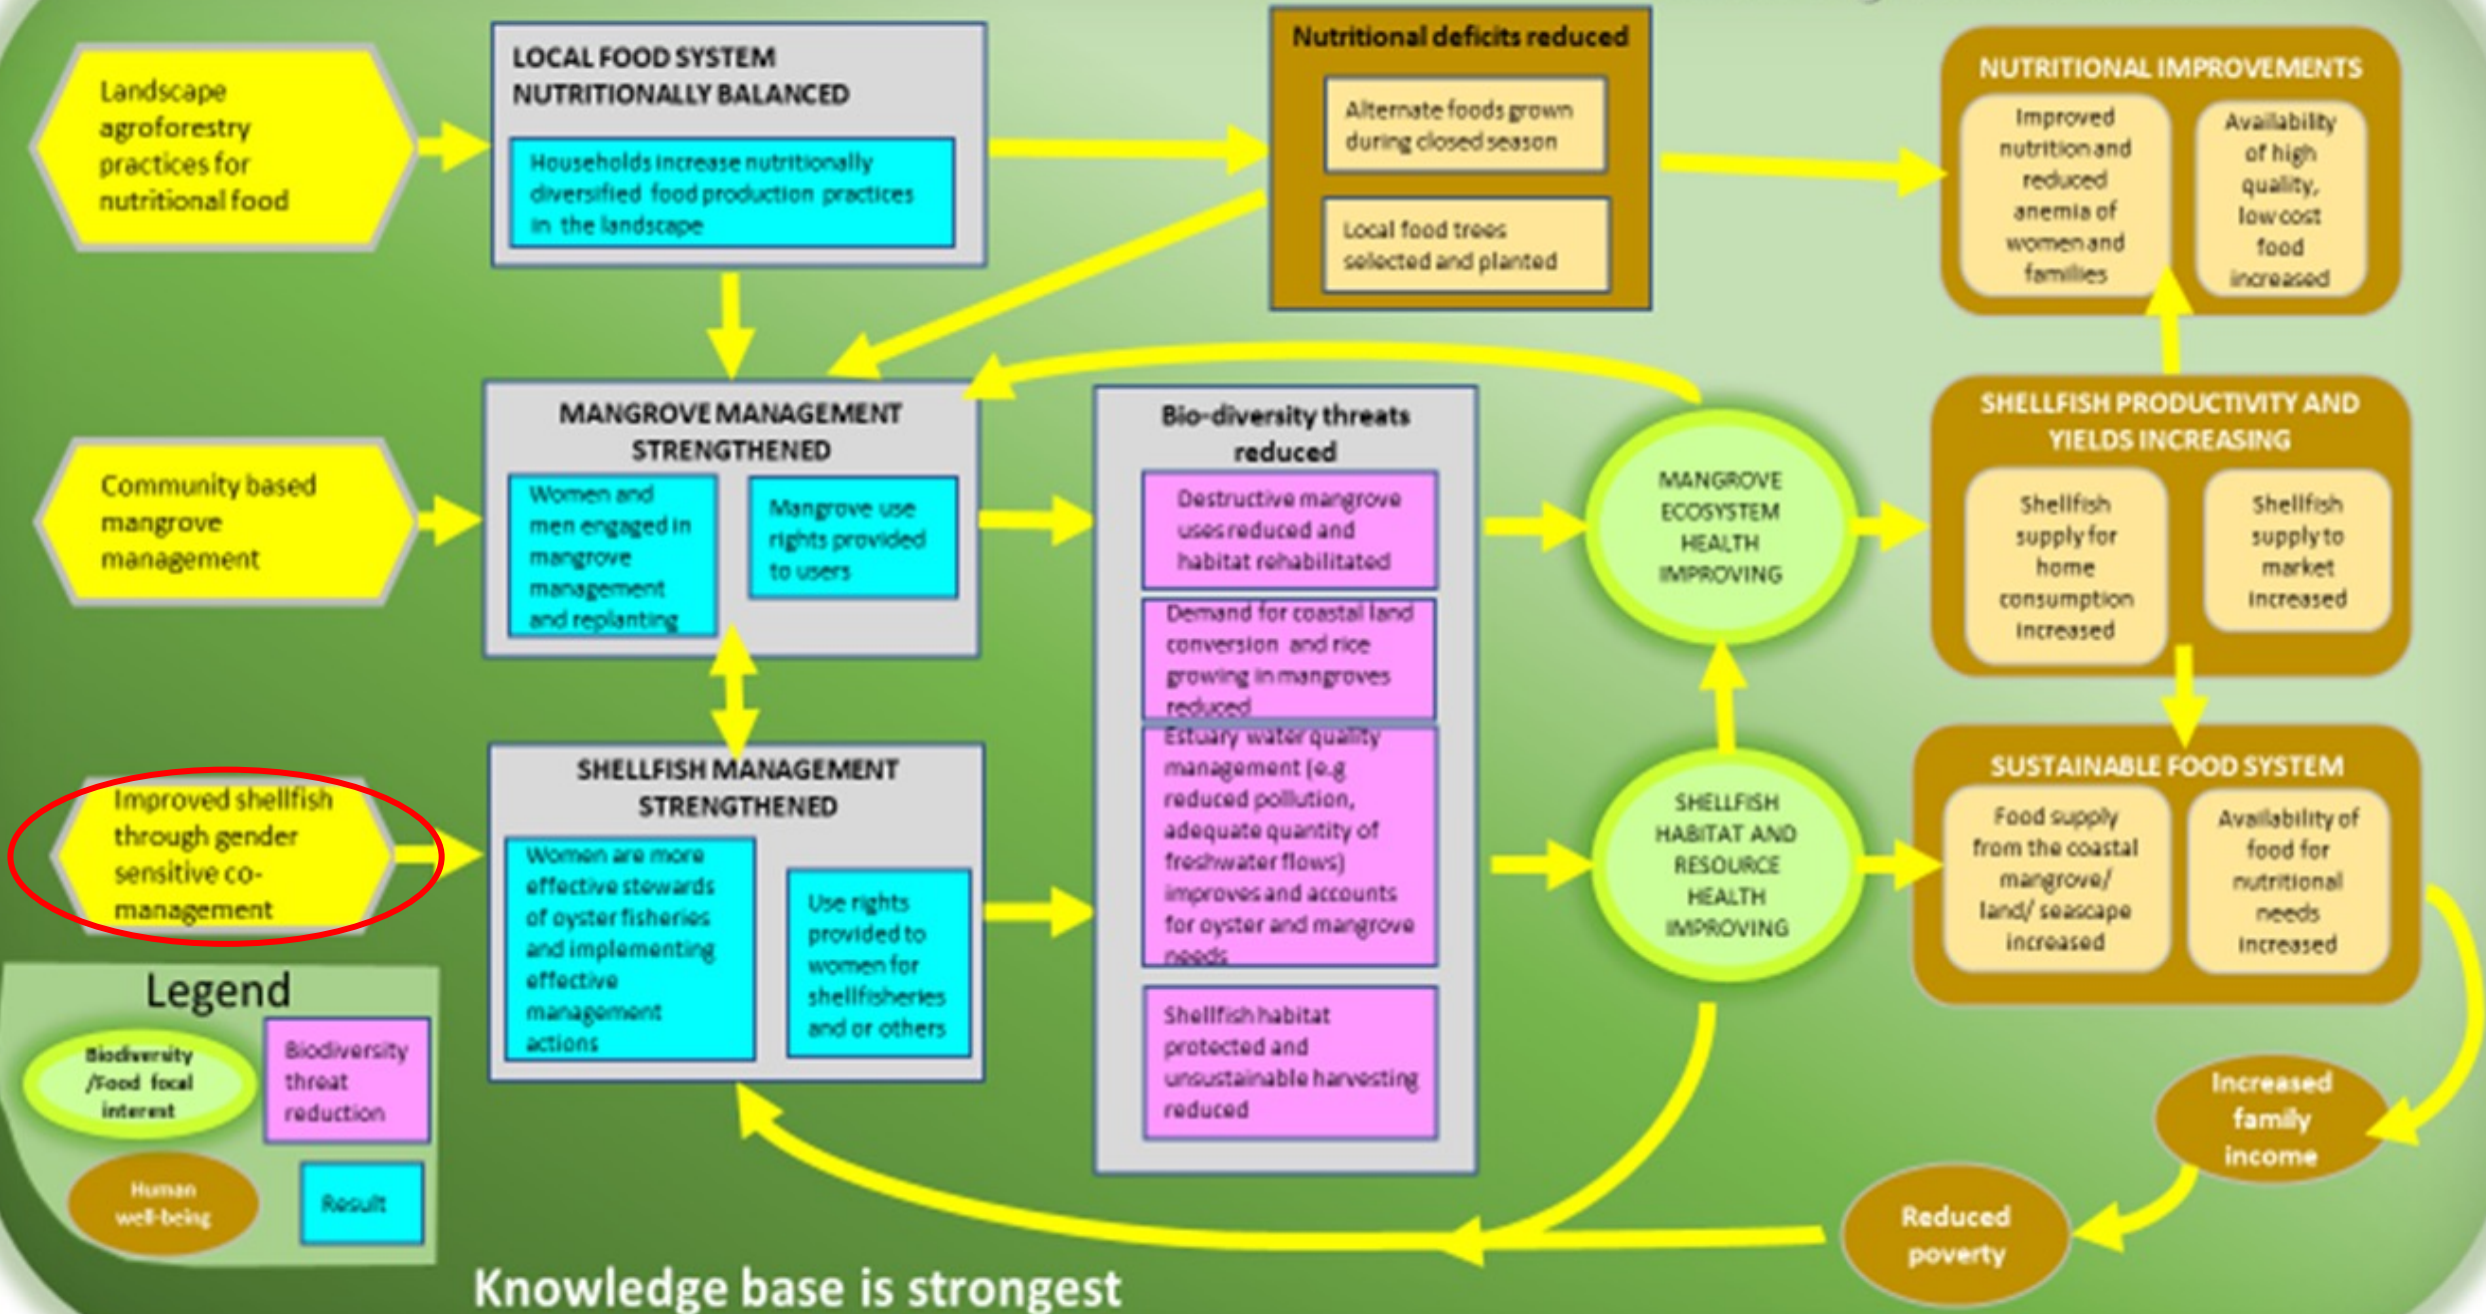 Landscape
agroforestry
practices for
nutritional food
LOCAL FOOD SYSTEM
NUTRITIONALLY BALANCED
Households increase nutritionally
diversified food production practices
in the landscape
Nutritional deficits reduced
Alternate foods grown
during closed season
Local food trees
selected and planted
NUTRITIONAL IMPROVEMENTS
Improved
nutrition and
reduced
anemia of
women and
families
Availability
of high
quality,
low cost
food
increased
Community based
mangrove
management
MANGROVE MANAGEMENT
STRENGTHENED
Women and
men engaged in
mangrove
management
and replanting
Mangrove use
rights provided
to users
Bio-diversity threats
reduced
Destructive mangrove
uses reduced and
habitat rehabilitated
Demand for coastal land
conversion and rice
growing in mangroves
reduced
Estuary water quality
management (e.g
reduced pollution,
adequate quantity of
freshwater flows)
improves and accounts
for oyster and mangrove
needs
Shellfish habitat
protected and
unsustainable harvesting
reduced
MANGROVE
ECOSYSTEM
HEALTH
IMPROVING
SHELLFISH PRODUCTIVITY AND
YIELDS INCREASING
Shellfish
supply for
home
consumption
increased
Shellfish
supply to
market
increased
Improved shellfish
through gender
sensitive co-
management
SHELLFISH MANAGEMENT
STRENGTHENED
Women are more
effective stewards
of oyster fisheries
and implementing
effective
management
actions
Use rights
provided to
women for
shellfisheries
and or others
SHELLFISH
HABITAT AND
RESOURCE
HEALTH
IMPROVING
SUSTAINABLE FOOD SYSTEM
Food supply
from the coastal
mangrove/
land/ seascape
increased
Availability of
food for
nutritional
needs
increased
Increased
family
income
Reduced
poverty
Legend
Biodiversity
/Food focal
interest
Biodiversity
threat
reduction
Human
well-being
Result
Knowledge base is strongest